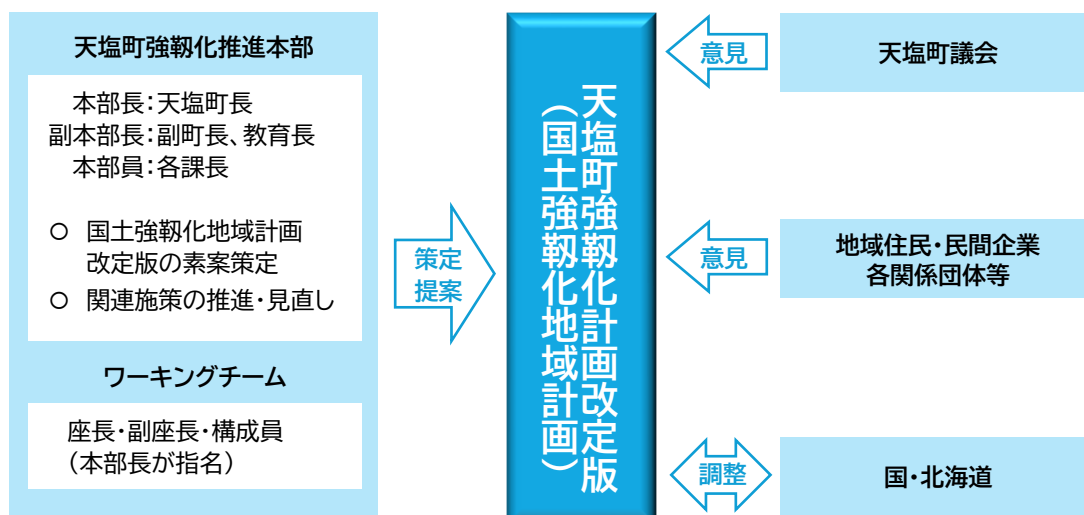 天塩町強靱化推進本部
本部長：天塩町長
副本部長：副町長、教育長
本部員：各課長
○ 国土強靱化地域計画
改定版の素案策定
○ 関連施策の推進・見直し
ワーキングチーム
座長・副座長・構成員
（本部長が指名）
策定
提案
天塩町強靱化計画改定版
（国土強靱化地域計画）
意見
天塩町議会
意見
地域住民・民間企業
各関係団体等
調整
国・北海道